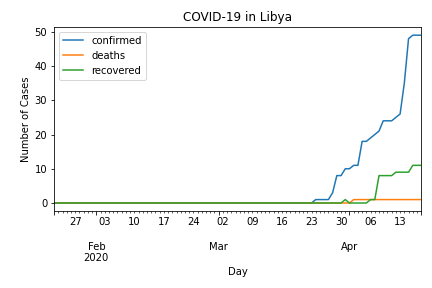 COVID-19 in Libya
confirmed
deaths
recovered
Number of Cases
50
40
30
20
10
0
27 03 10 17 24 02 09 16 23 30 06 13
Feb Mar Apr
2020
Day